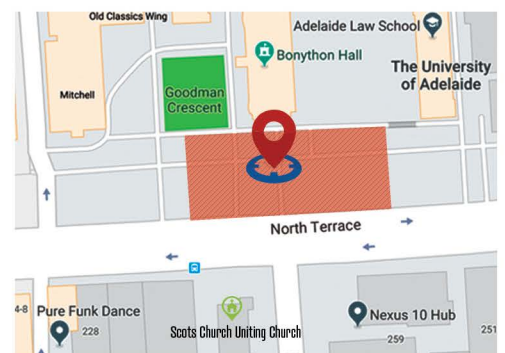 Old Classics Wing
Adelaide Law School
Bonython Hall
The University
of Adelaide
Mitchell
Goodman
Crescent
North Terrace
4-8
Pure Funk Dance
228
Scots Church Uniting Church
Nexus 10 Hub
259
251